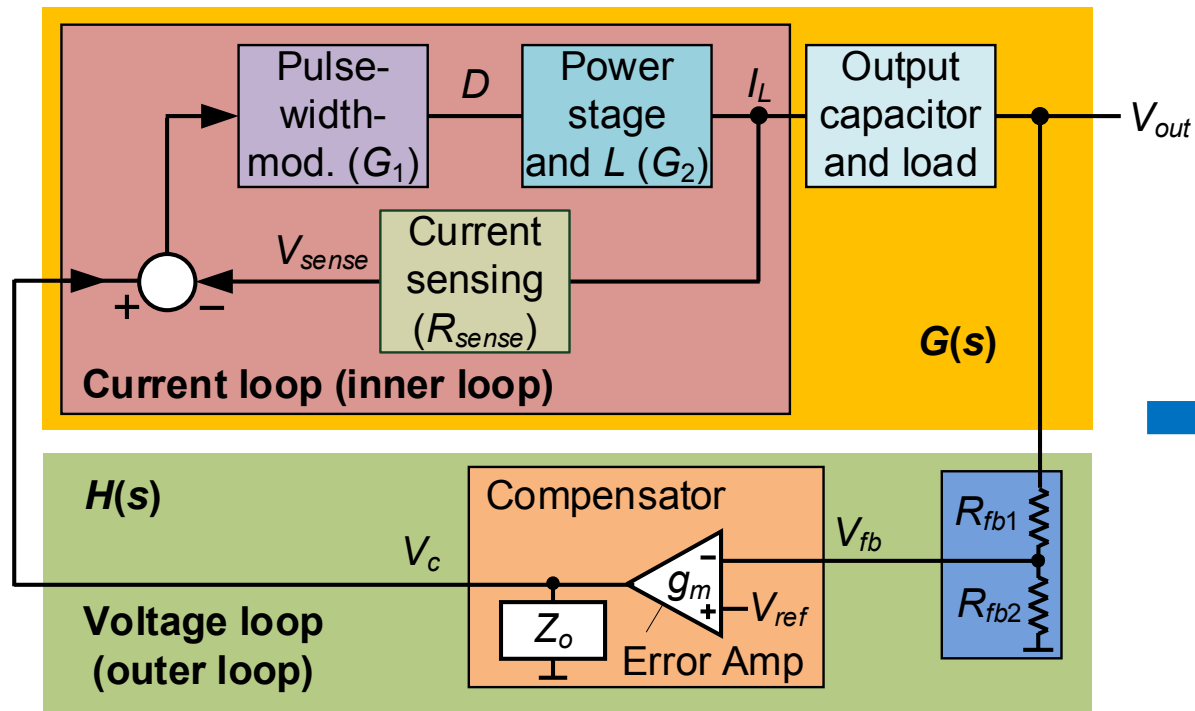 Pulse-
width-
mod. (G1)
D
Power
stage
and L (G2)
IL
Output
capacitor
and load
Vout
Vsense
Current
sensing
(Rsense)
+
−
G(s)
Current loop (inner loop)
H(s)
Compensator
Vc
gm
-
+
Vref
Zo
Error Amp
Vfb
Rfb1
Rfb2
Voltage loop
(outer loop)